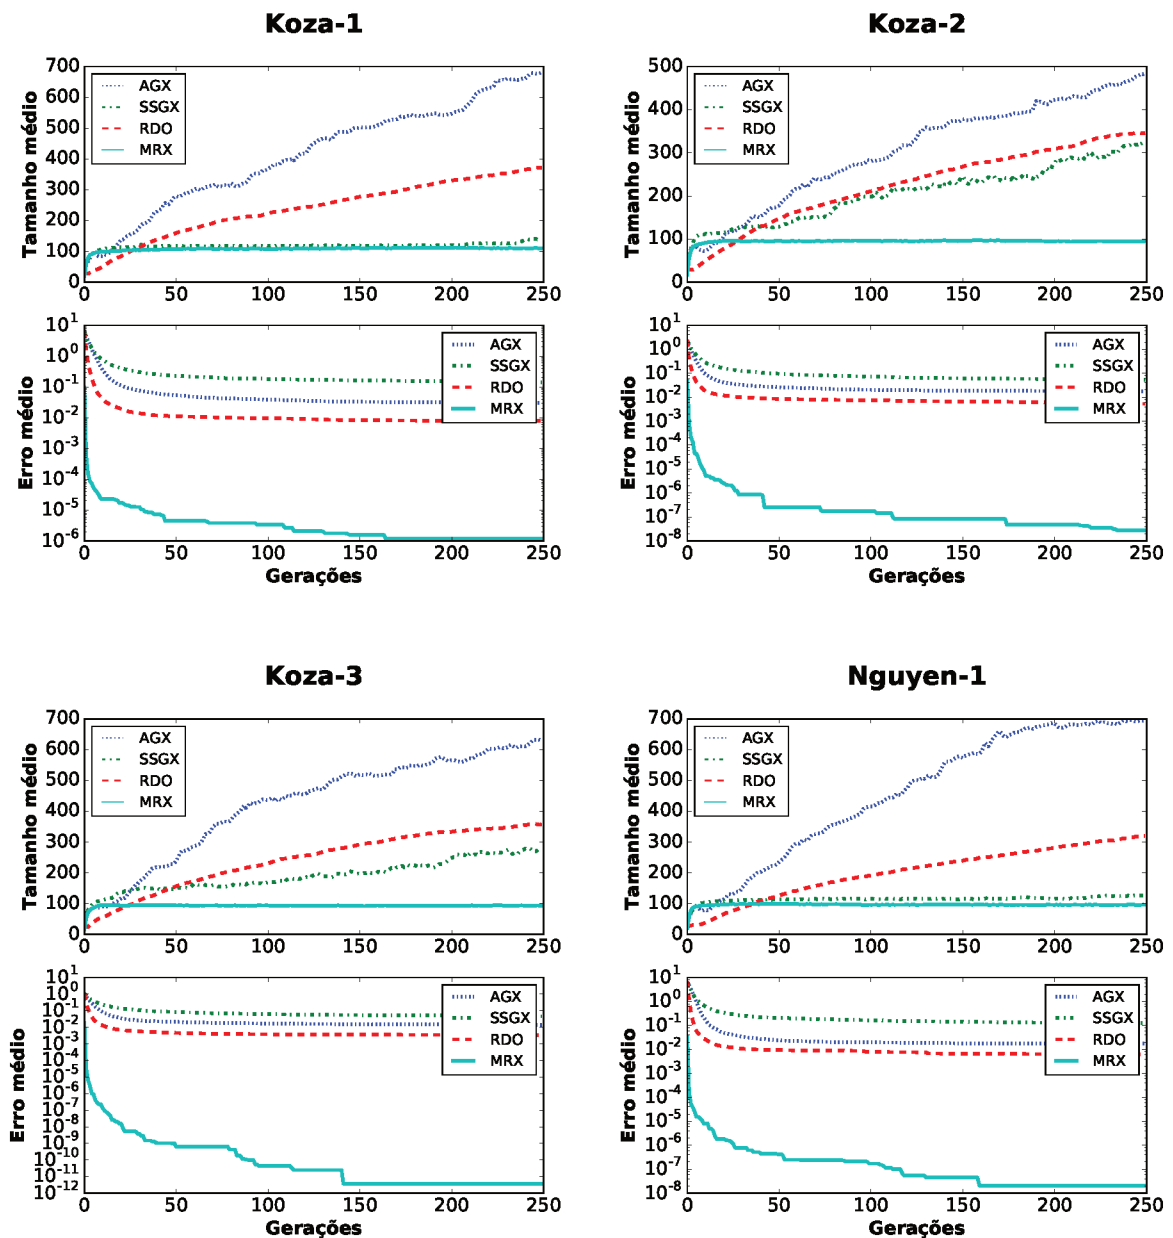 Koza-1
Tamanho médio
700
600
500
400
300
200
100
0
AGX
SSGX
RDO
MRX
0 50 100 150 200 250
Erro médio
10^1
10^0
10^-1
10^-2
10^-3
10^-4
10^-5
10^-6
AGX
SSGX
RDO
MRX
0 50 100 150 200 250
Gerações
Koza-2
Tamanho médio
500
400
300
200
100
0
AGX
SSGX
RDO
MRX
0 50 100 150 200 250
Erro médio
10^1
10^0
10^-1
10^-2
10^-3
10^-4
10^-5
10^-6
10^-7
10^-8
AGX
SSGX
RDO
MRX
0 50 100 150 200 250
Gerações
Koza-3
Tamanho médio
700
600
500
400
300
200
100
0
AGX
SSGX
RDO
MRX
0 50 100 150 200 250
Erro médio
10^1
10^0
10^-1
10^-2
10^-3
10^-4
10^-5
10^-6
10^-7
10^-8
10^-9
10^-10
10^-11
10^-12
AGX
SSGX
RDO
MRX
0 50 100 150 200 250
Gerações
Nguyen-1
Tamanho médio
700
600
500
400
300
200
100
0
AGX
SSGX
RDO
MRX
0 50 100 150 200 250
Erro médio
10^1
10^0
10^-1
10^-2
10^-3
10^-4
10^-5
10^-6
10^-7
10^-8
AGX
SSGX
RDO
MRX
0 50 100 150 200 250
Gerações